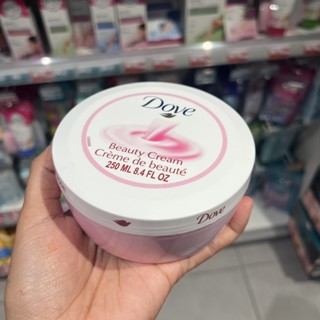 Dove
Beauty Cream
Crème de beauté
250 ML 8.4 FL OZ
Dove